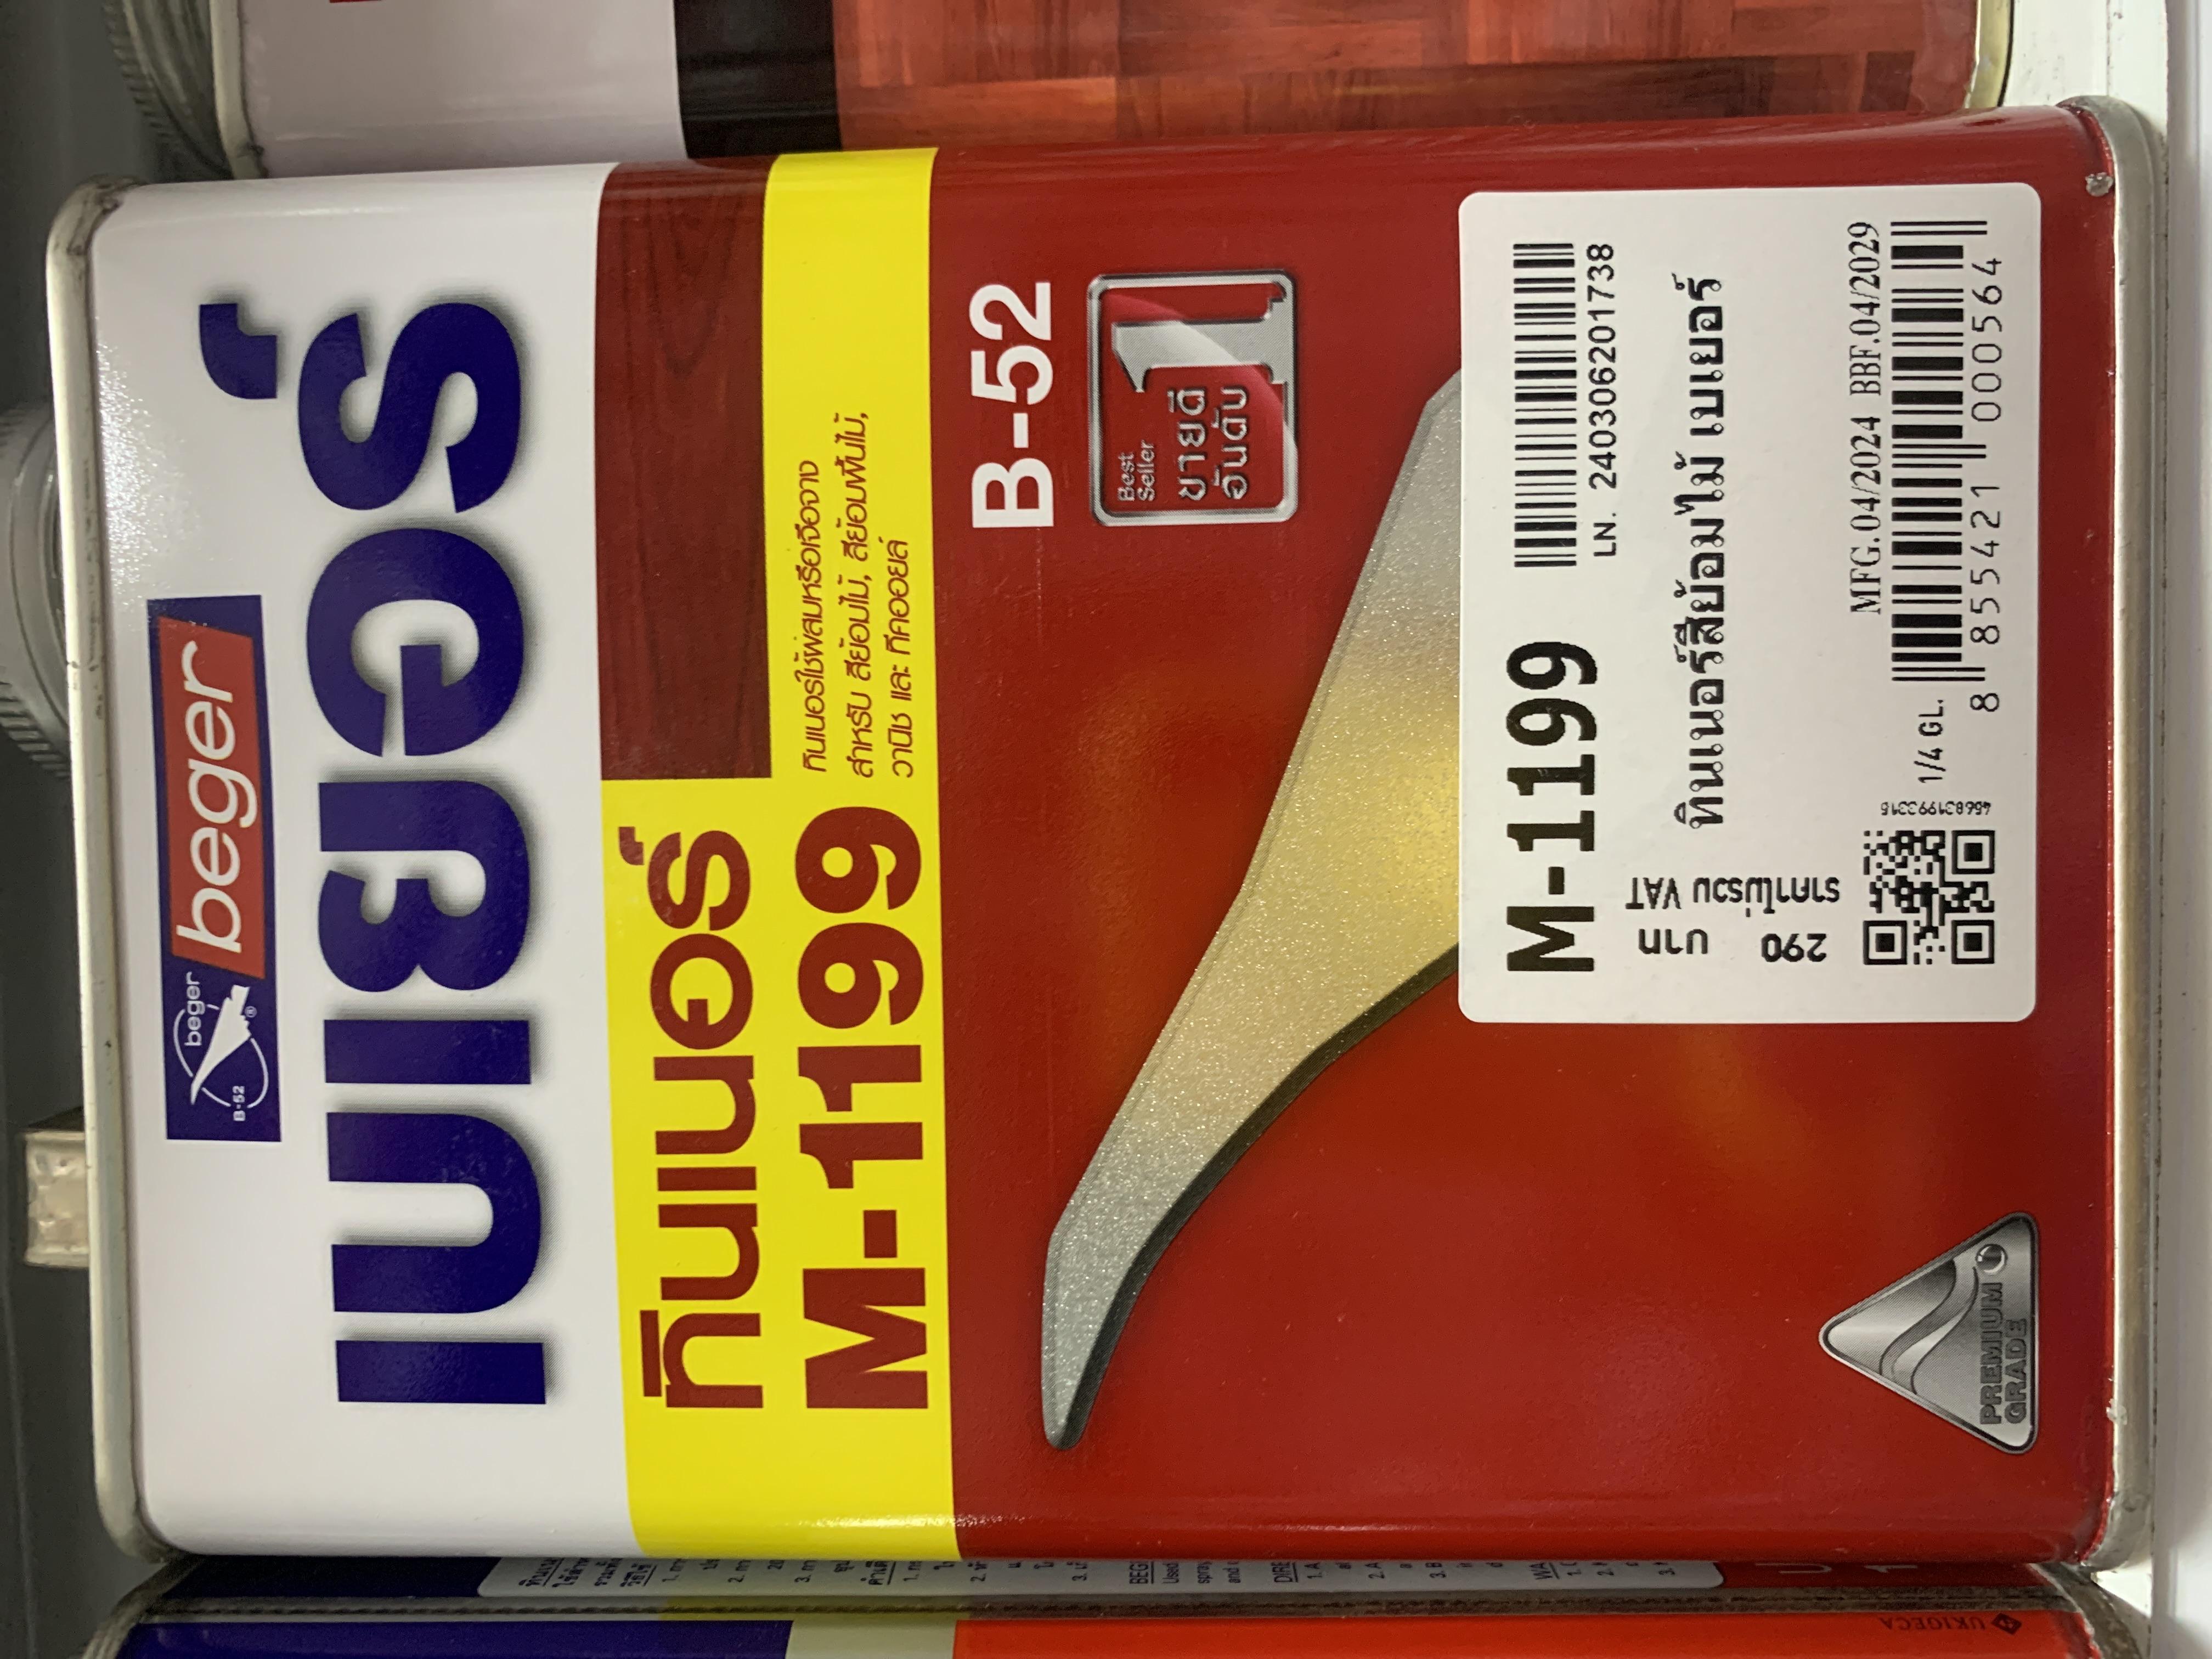 beger
B-52
beger
®
เบเยอร์
ทินเนอร์
M-1199
ทินเนอร์ใช้ผสมหรือเจือจาง
สำหรับ สีย้อมไม้, สีย้อมพื้นไม้,
วานิช และ ทีคออยล์
B-52
Best
Seller
ขายดี
อันดับ
1
M-1199
LN. 2403062201738
ทินเนอร์สีย้อมไม้ เบเยอร์
290 บาท
ราคาไม่รวม VAT
MFG.04/2024 BBF.04/2029
1/4 GL.
8 855421 000564
PREMIUM
GRADE
UKIGECA